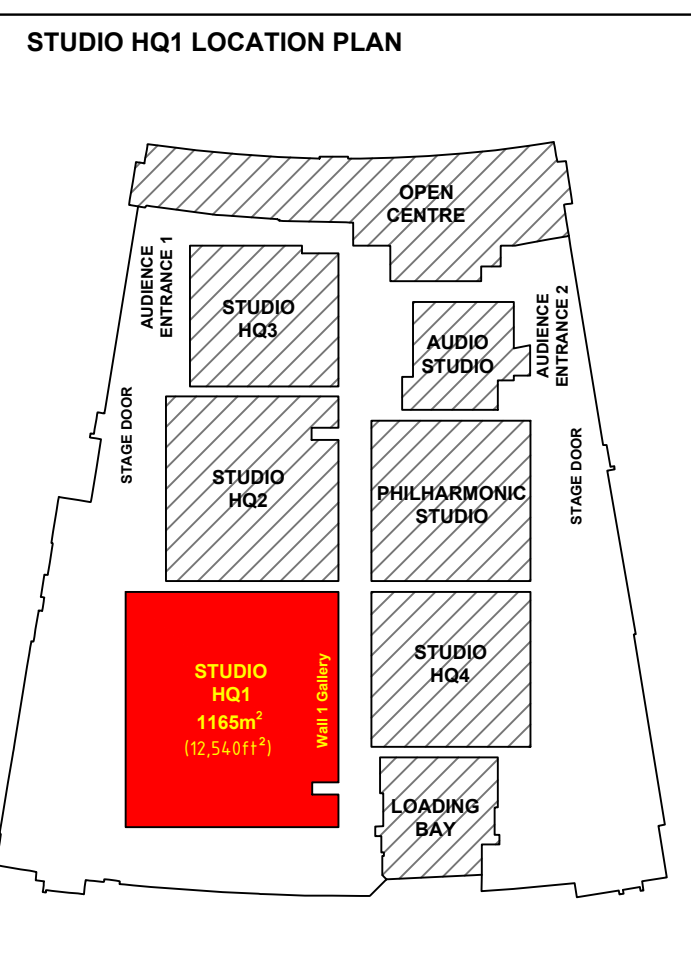 STUDIO HQ1 LOCATION PLAN
OPEN
CENTRE
AUDIENCE
ENTRANCE 1
STUDIO
HQ3
AUDIO
STUDIO
AUDIENCE
ENTRANCE 2
STAGE DOOR
STUDIO
HQ2
PHILHARMONIC
STUDIO
STAGE DOOR
STUDIO
HQ1
1165m²
(12,540ft²)
Wall 1 Gallery
STUDIO
HQ4
LOADING
BAY